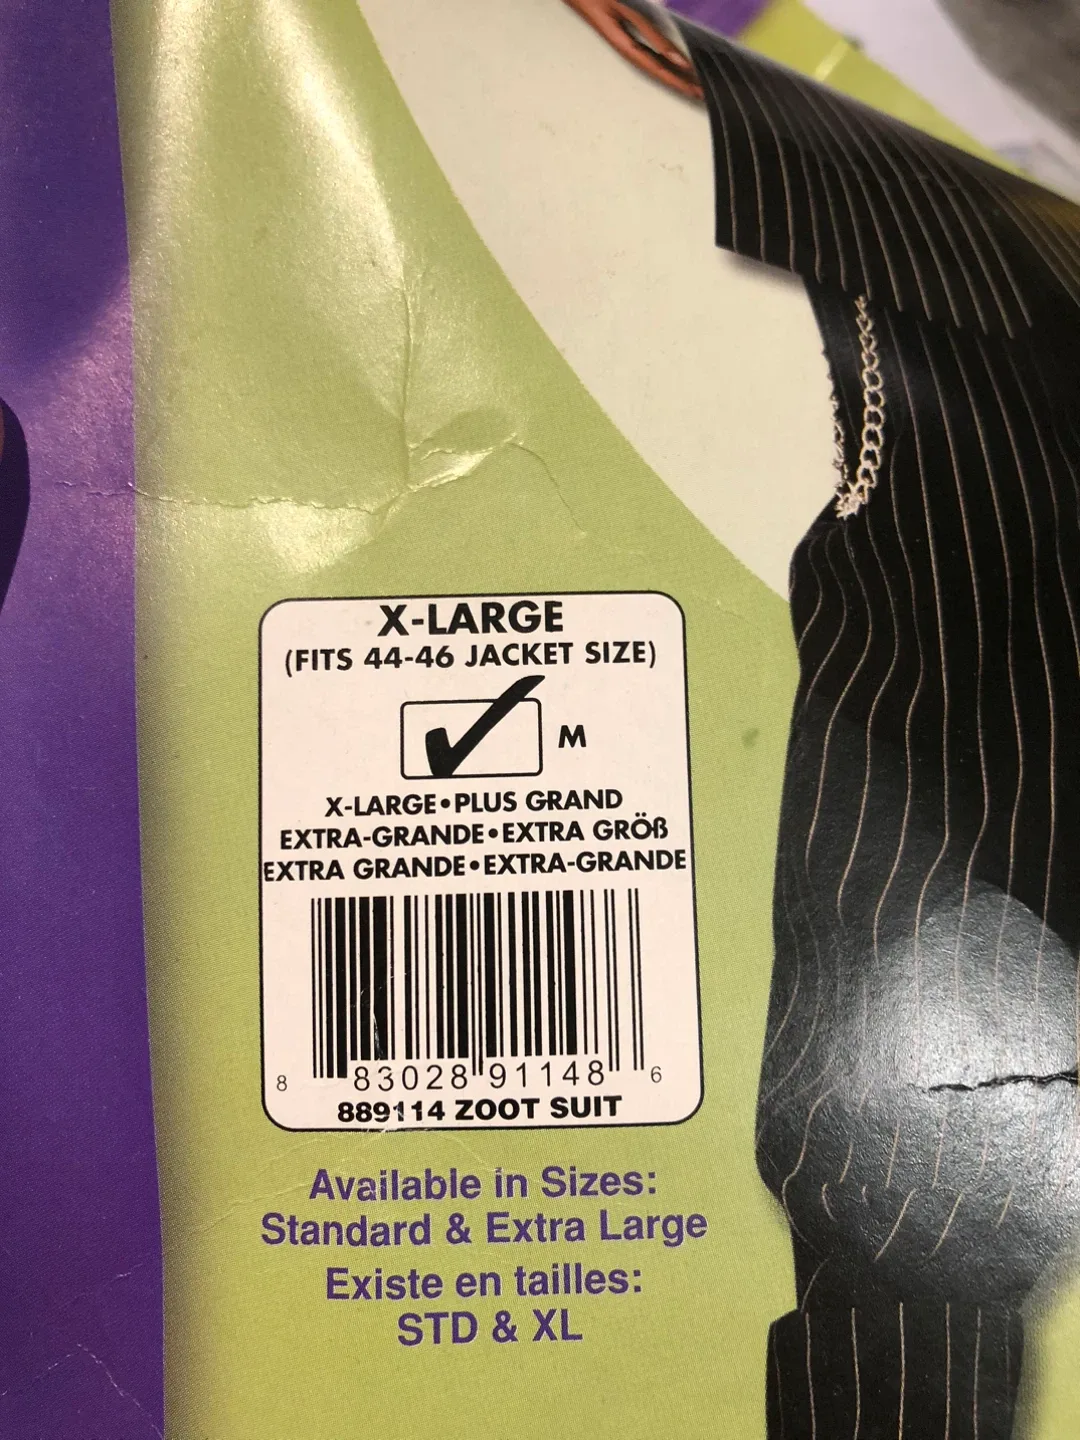 X-LARGE
(FITS 44-46 JACKET SIZE)
M
X-LARGE•PLUS GRAND
EXTRA-GRANDE•EXTRA GRÖß
EXTRA GRANDE•EXTRA-GRANDE
8 83028 91148 6
889114 ZOOT SUIT
Available in Sizes:
Standard & Extra Large
Existe en tailles:
STD & XL